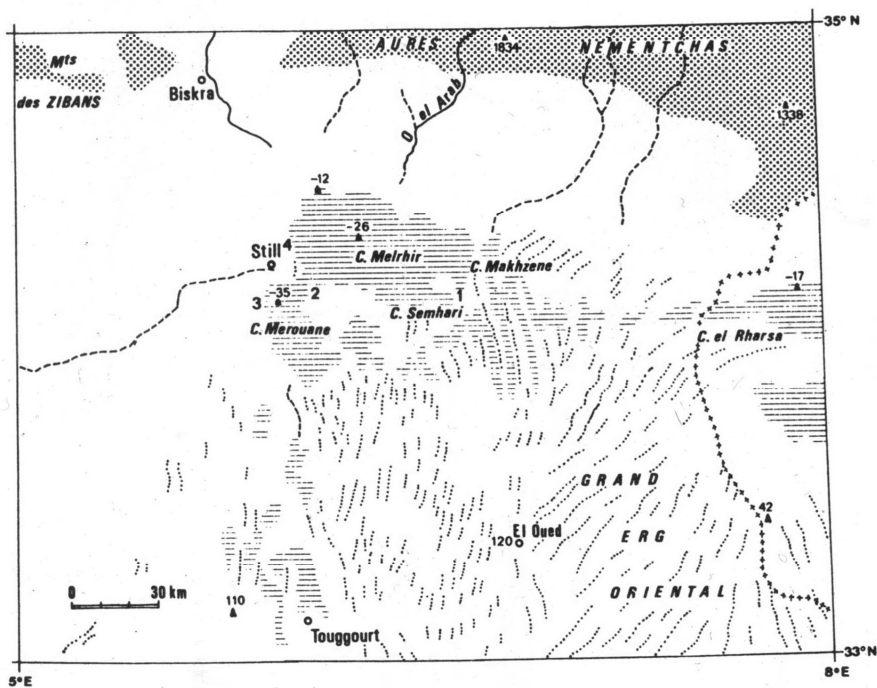 35° N
AURES
1834
NEMENTCHAS
Mts
des ZIBANS
Biskra
O el Arab
1338
-12
-26
Still
4
C. Melrhir
C. Makhzene
-17
3
-35
2
1
C. Semhari
C. Merouane
C. el Rharsa
GRAND
42
120
El Oued
ERG
0 30 km
ORIENTAL
110
Touggourt
33° N
5°E
8°E